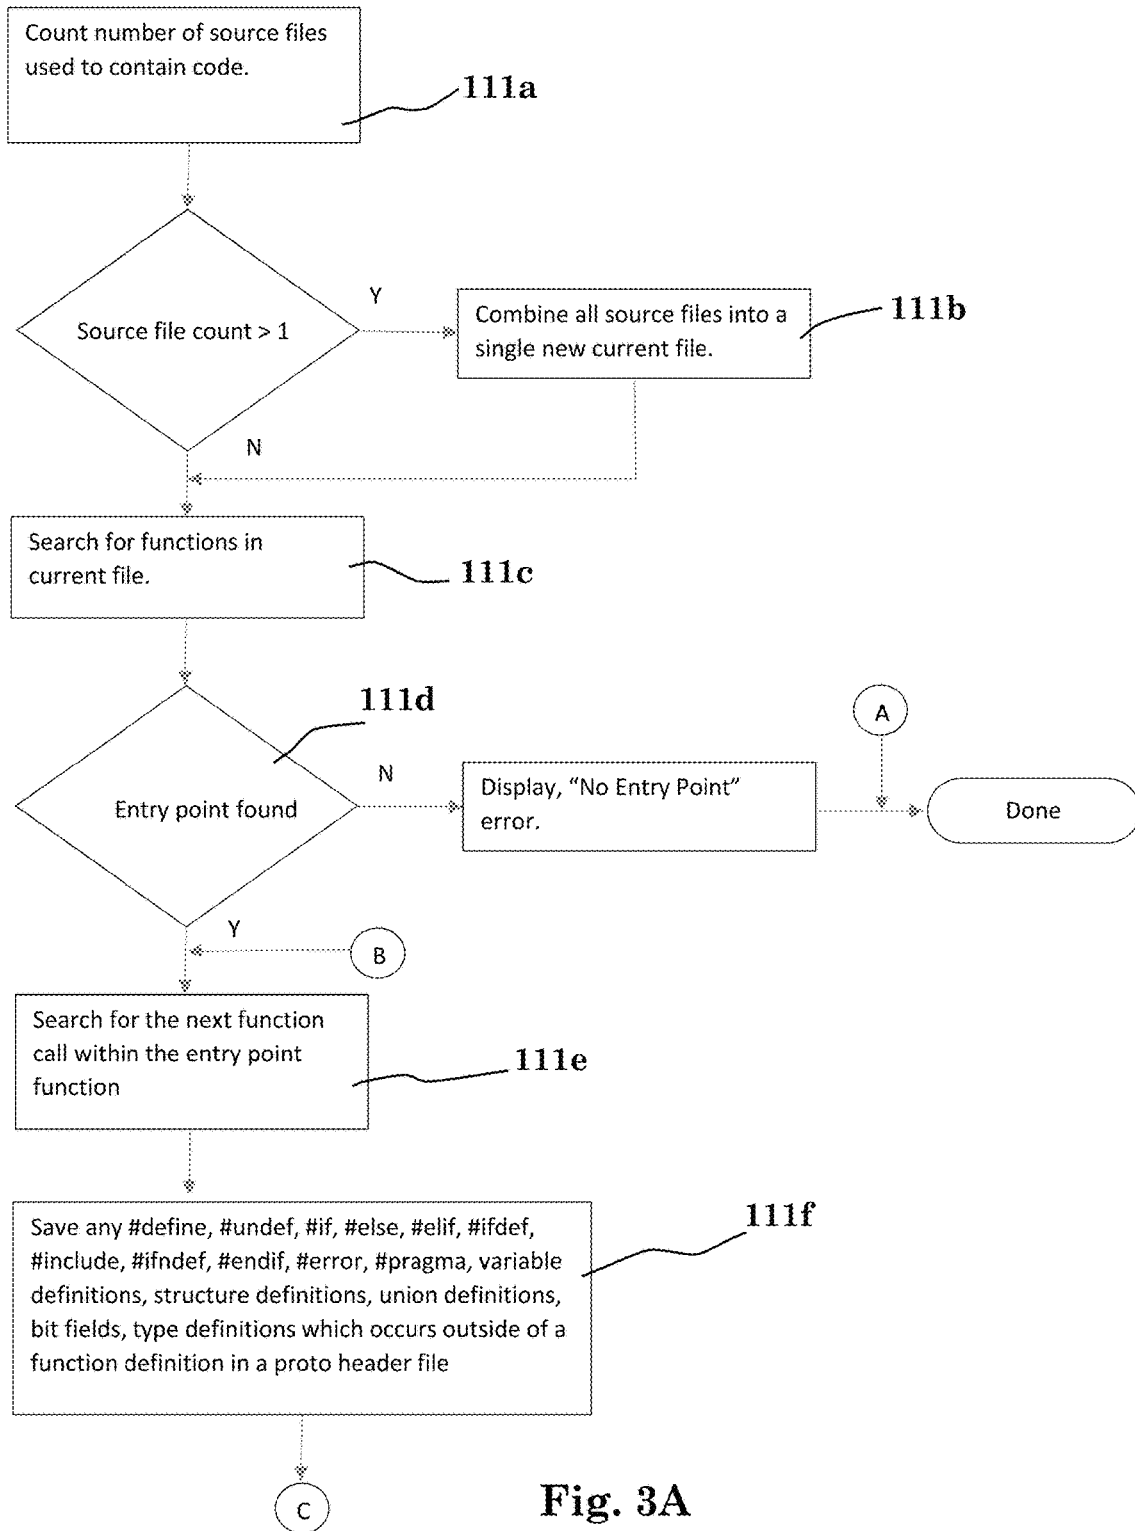 Count number of source files
used to contain code.
111a
Source file count > 1
Y
Combine all source files into a
single new current file.
111b
N
Search for functions in
current file.
111c
111d
Entry point found
N
Display, “No Entry Point”
error.
A
Done
Y
B
Search for the next function
call within the entry point
function
111e
Save any #define, #undef, #if, #else, #elif, #ifdef,
#include, #ifndef, #endif, #error, #pragma, variable
definitions, structure definitions, union definitions,
bit fields, type definitions which occurs outside of a
function definition in a proto header file
111f
C
Fig. 3A